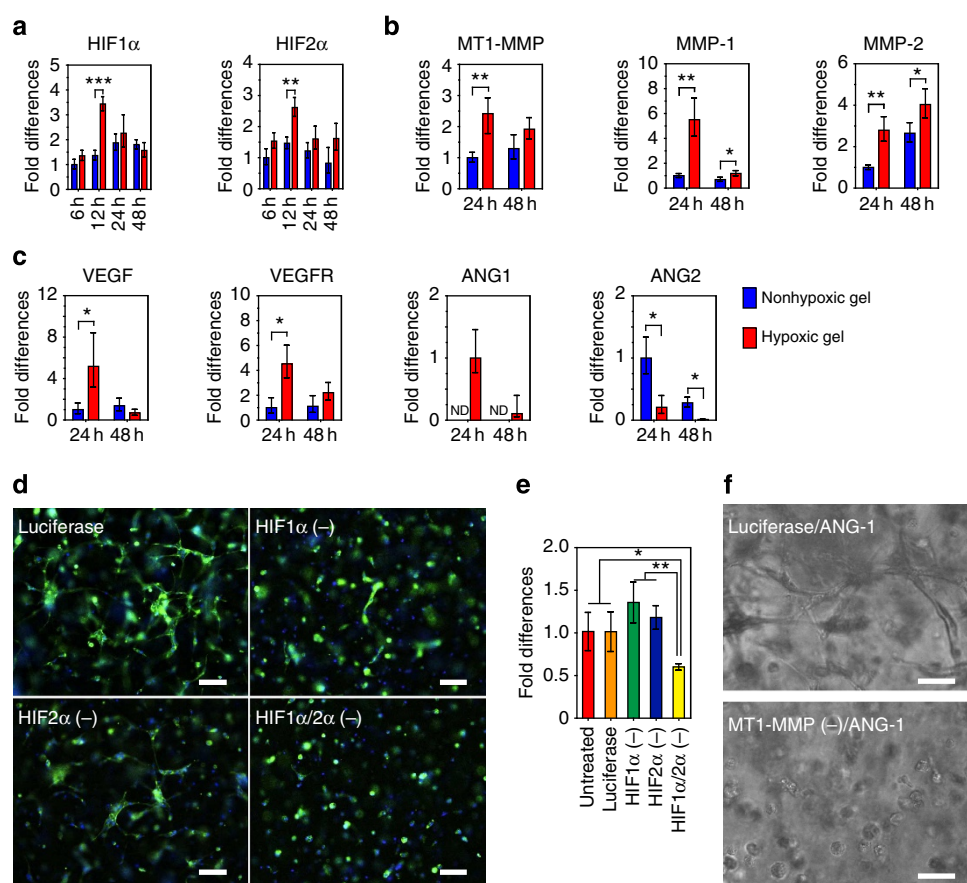 a
HIF1α
Fold differences
5
4
3
2
1
0
***
6 h
12 h
24 h
48 h
HIF2α
Fold differences
4
3
2
1
0
**
6 h
12 h
24 h
48 h
b
MT1-MMP
Fold differences
4
3
2
1
0
**
24 h 48 h
MMP-1
Fold differences
10
8
6
4
2
0
**
*
24 h 48 h
MMP-2
Fold differences
6
4
2
0
**
*
24 h 48 h
c
VEGF
Fold differences
12
8
4
0
*
24 h 48 h
VEGFR
Fold differences
10
8
6
4
2
0
*
24 h 48 h
ANG1
Fold differences
2
1
0
ND ND
24 h 48 h
ANG2
Fold differences
2
1
0
*
*
24 h 48 h
Nonhypoxic gel
Hypoxic gel
d
Luciferase
HIF1α (–)
HIF2α (–)
HIF1α/2α (–)
e
Fold differences
2.0
1.5
1.0
0.5
0
*
**
Untreated
Luciferase
HIF1α (–)
HIF2α (–)
HIF1α/2α (–)
f
Luciferase/ANG-1
MT1-MMP (–)/ANG-1